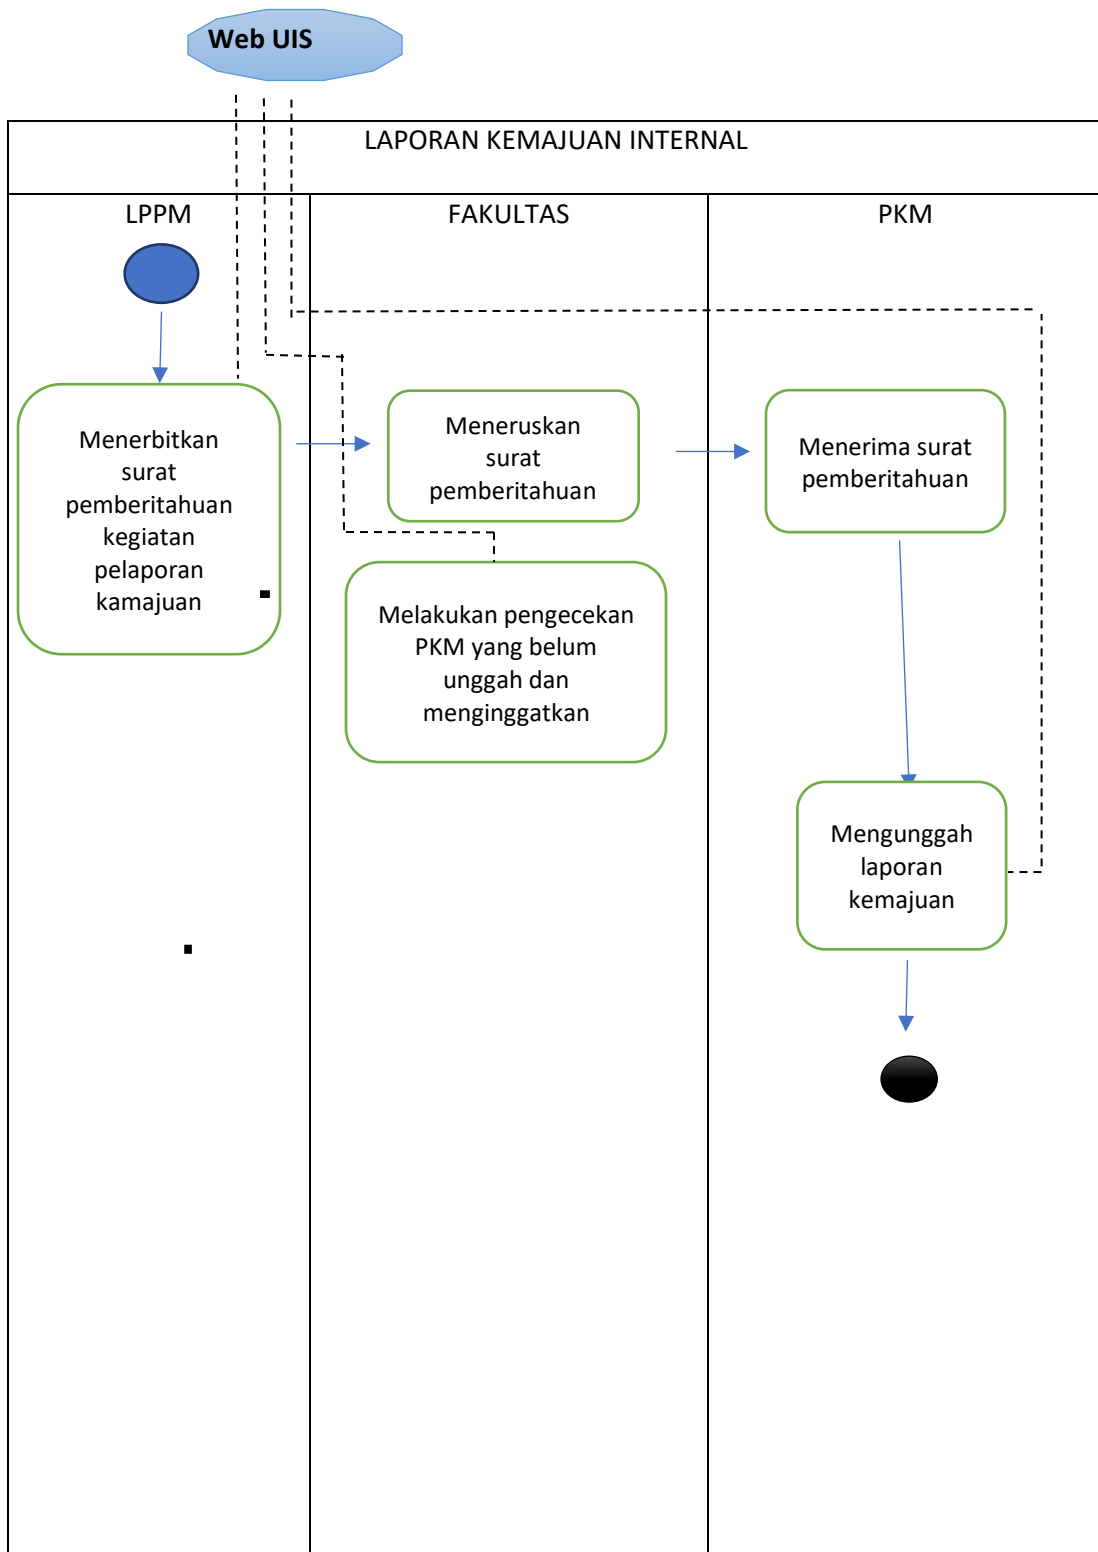 Web UIS
LAPORAN KEMAJUAN INTERNAL
LPPM
FAKULTAS
PKM
Menerbitkan
surat
pemberitahuan
kegiatan
pelaporan
kamajuan
Meneruskan
surat
pemberitahuan
Menerima surat
pemberitahuan
Melakukan pengecekan
PKM yang belum
unggah dan
menginggatkan
Mengunggah
laporan
kemajuan